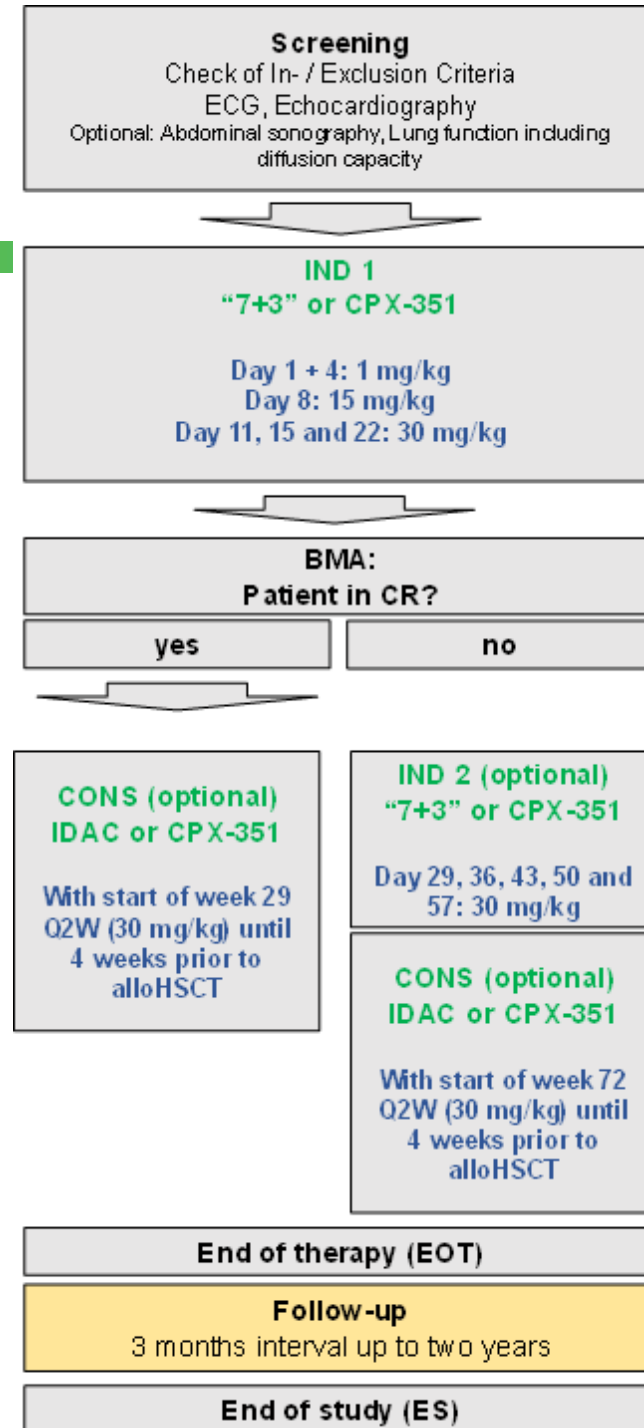 Screening
Check of In- / Exclusion Criteria
ECG, Echocardiography
Optional: Abdominal sonography, Lung function including
diffusion capacity
IND 1
“7+3” or CPX-351
Day 1 + 4: 1 mg/kg
Day 8: 15 mg/kg
Day 11, 15 and 22: 30 mg/kg
BMA:
Patient in CR?
yes
no
CONS (optional)
IDAC or CPX-351
With start of week 29
Q2W (30 mg/kg) until
4 weeks prior to
alloHSCT
IND 2 (optional)
“7+3” or CPX-351
Day 29, 36, 43, 50 and
57: 30 mg/kg
CONS (optional)
IDAC or CPX-351
With start of week 72
Q2W (30 mg/kg) until
4 weeks prior to
alloHSCT
End of therapy (EOT)
Follow-up
3 months interval up to two years
End of study (ES)